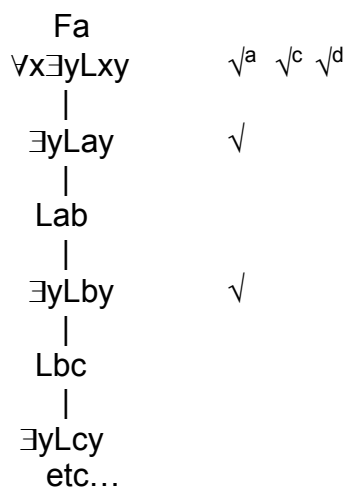 Fa
∀x∃yLxy √ᵃ √ᶜ √ᵈ
∃yLay √
Lab
∃yLby √
Lbc
∃yLcy
etc…